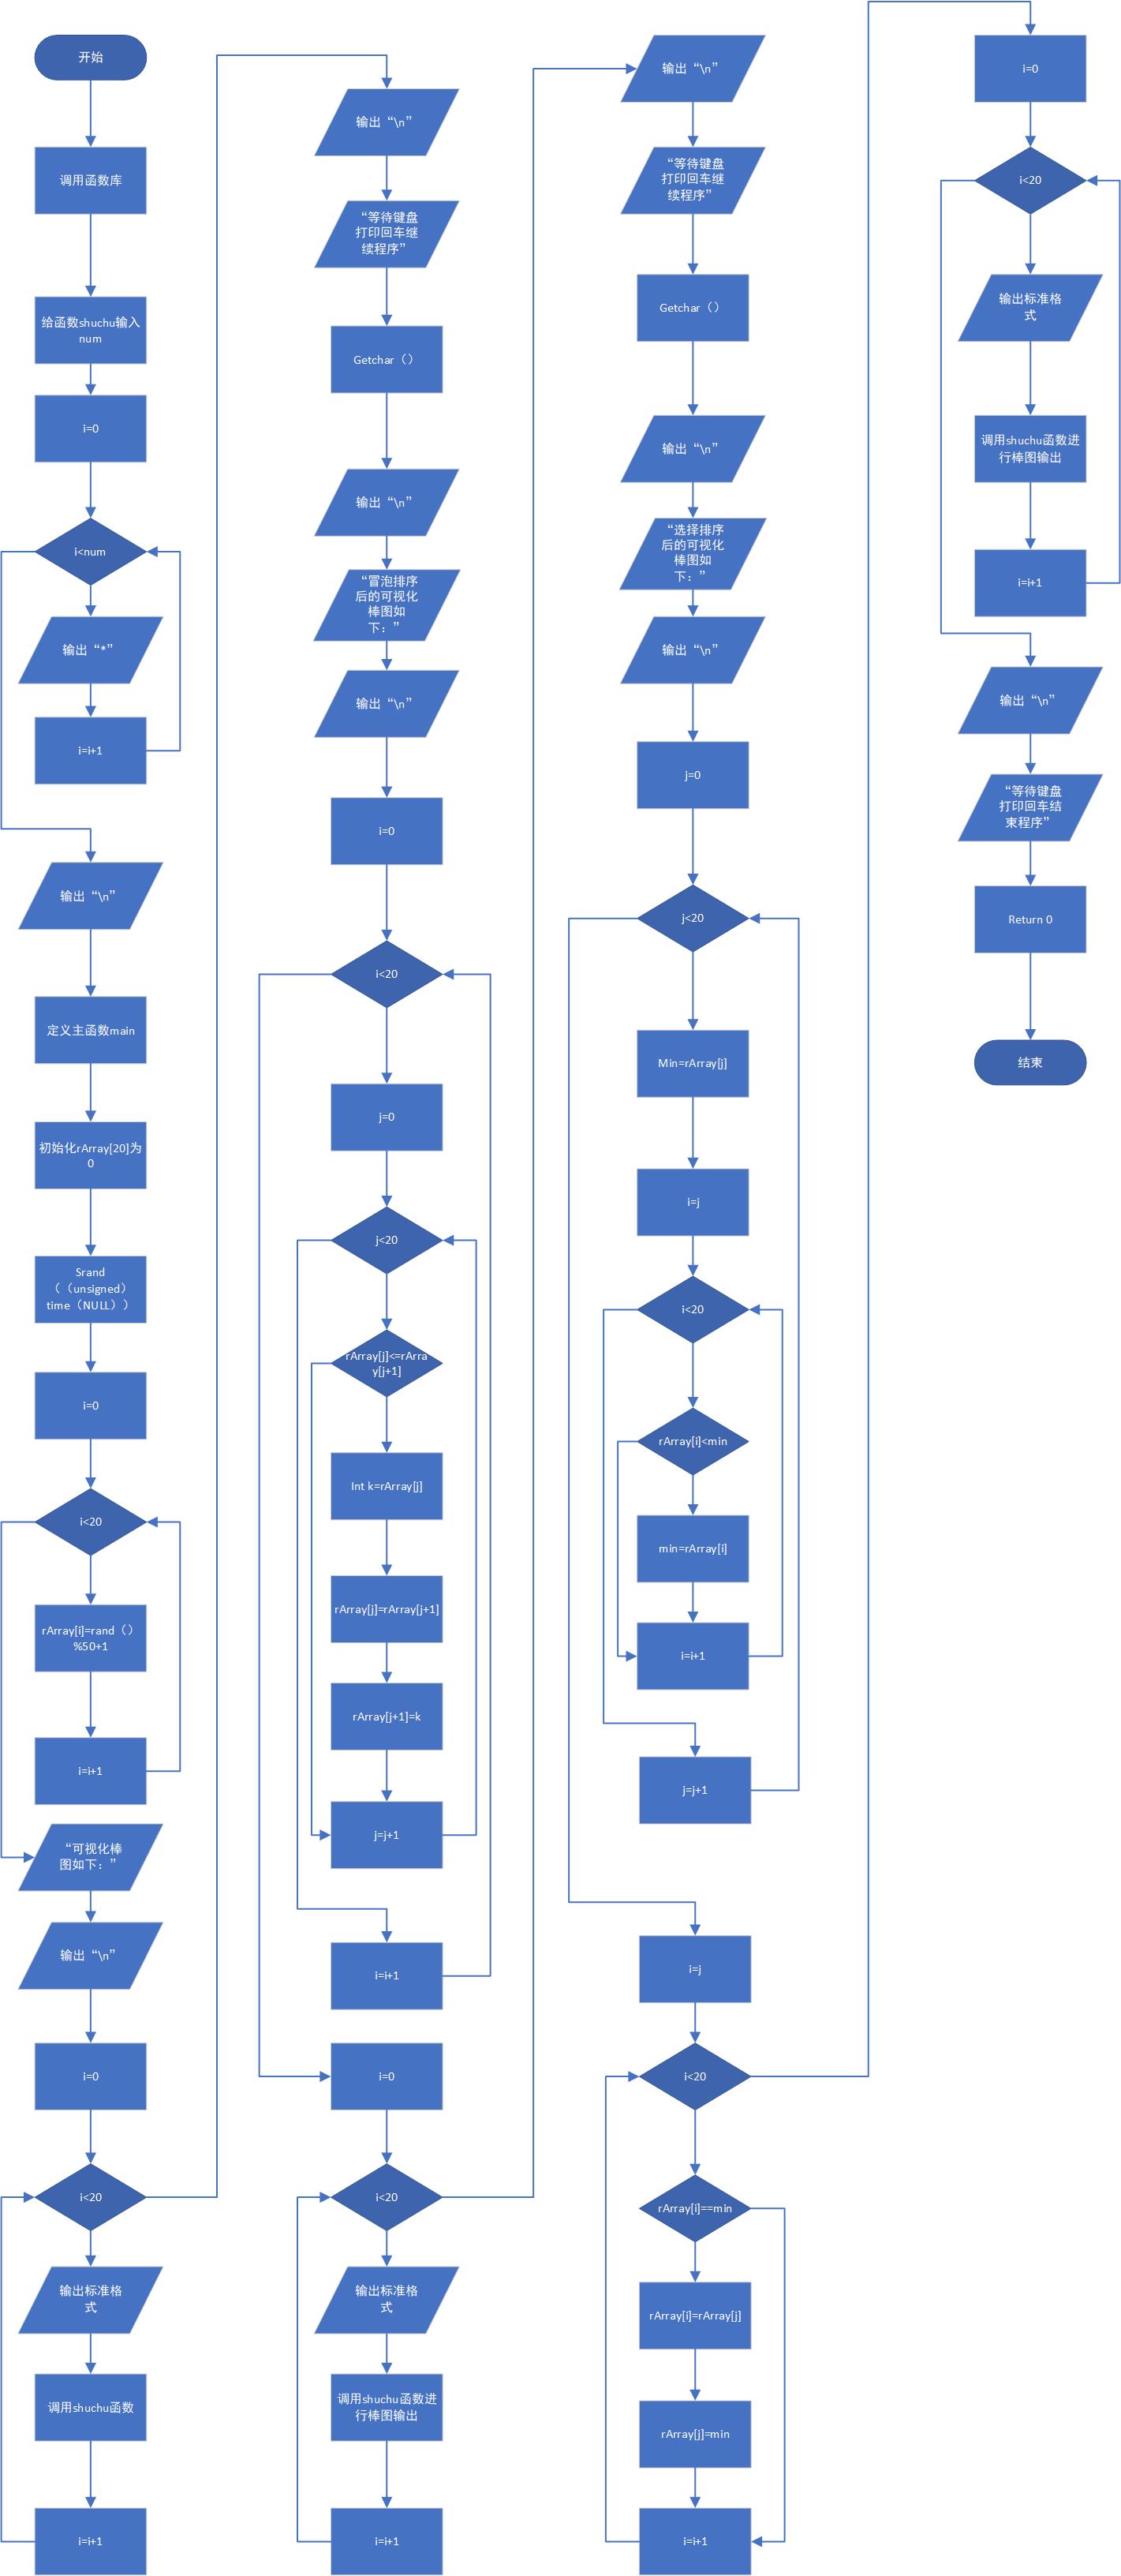 开始
调用函数库
给函数shuchu输入
num
i=0
i<num
输出“*”
i=i+1
输出“\n”
定义主函数main
初始化rArray[20]为
0
Srand
（（unsigned）
time（NULL））
i=0
i<20
rArray[i]=rand（）
%50+1
i=i+1
“可视化棒
图如下：”
输出“\n”
i=0
i<20
输出标准格
式
调用shuchu函数
i=i+1
输出“\n”
“等待键盘
打印回车继
续程序”
Getchar（）
输出“\n”
“冒泡排序
后的可视化
棒图如
下：”
输出“\n”
i=0
i<20
j=0
j<20
rArray[j]<=rArra
y[j+1]
Int k=rArray[j]
rArray[j]=rArray[j+1]
rArray[j+1]=k
j=j+1
i=i+1
i=0
i<20
输出标准格
式
调用shuchu函数进
行棒图输出
i=i+1
输出“\n”
“等待键盘
打印回车继
续程序”
Getchar（）
输出“\n”
“选择排序
后的可视化
棒图如
下：”
输出“\n”
j=0
j<20
Min=rArray[j]
i=j
i<20
rArray[i]<min
min=rArray[i]
i=i+1
j=j+1
i=j
i<20
rArray[i]==min
rArray[i]=rArray[j]
rArray[j]=min
i=i+1
i=0
i<20
输出标准格
式
调用shuchu函数进
行棒图输出
i=i+1
输出“\n”
“等待键盘
打印回车结
束程序”
Return 0
结束